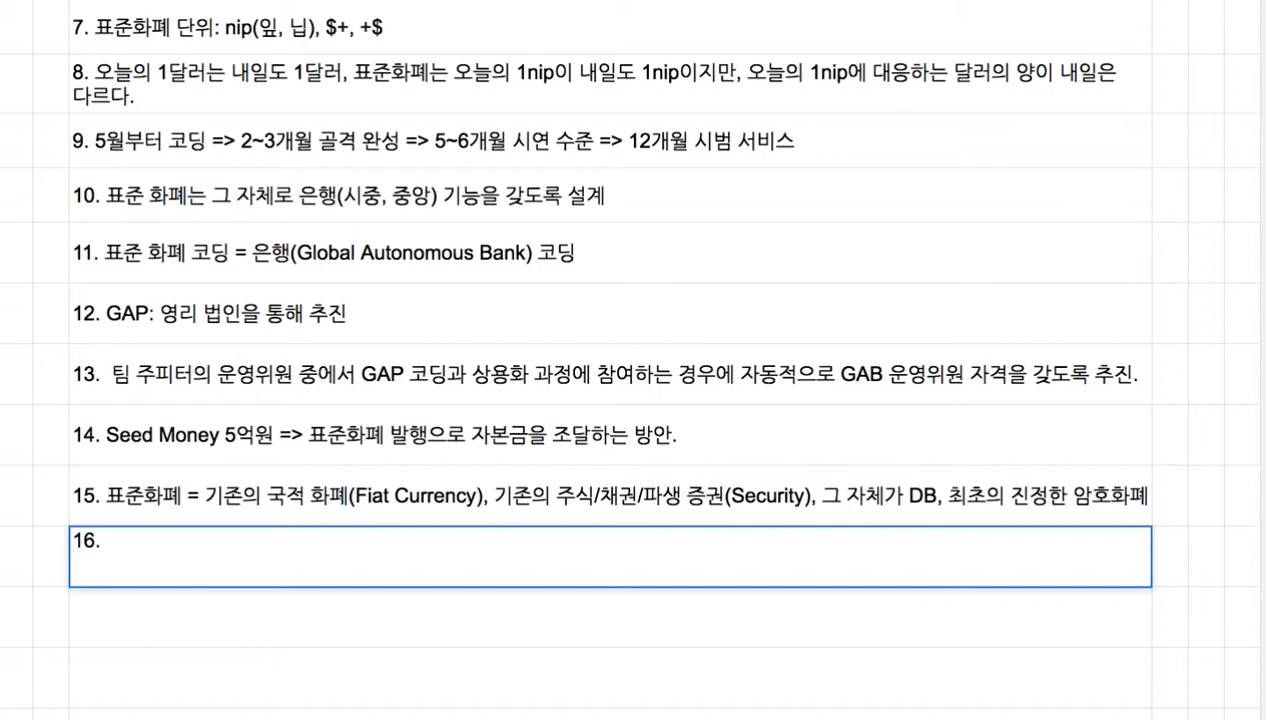 7. 표준화폐 단위: nip(잎, 닙), $+, +$
8. 오늘의 1달러는 내일도 1달러, 표준화폐는 오늘의 1nip이 내일도 1nip이지만, 오늘의 1nip에 대응하는 달러의 양이 내일은
다르다.
9. 5월부터 코딩 => 2~3개월 골격 완성 => 5~6개월 시연 수준 => 12개월 시범 서비스
10. 표준 화폐는 그 자체로 은행(시중, 중앙) 기능을 갖도록 설계
11. 표준 화폐 코딩 = 은행(Global Autonomous Bank) 코딩
12. GAP: 영리 법인을 통해 추진
13. 팀 주피터의 운영위원 중에서 GAP 코딩과 상용화 과정에 참여하는 경우에 자동적으로 GAB 운영위원 자격을 갖도록 추진.
14. Seed Money 5억원 => 표준화폐 발행으로 자본금을 조달하는 방안.
15. 표준화폐 = 기존의 국적 화폐(Fiat Currency), 기존의 주식/채권/파생 증권(Security), 그 자체가 DB, 최초의 진정한 암호화폐
16.